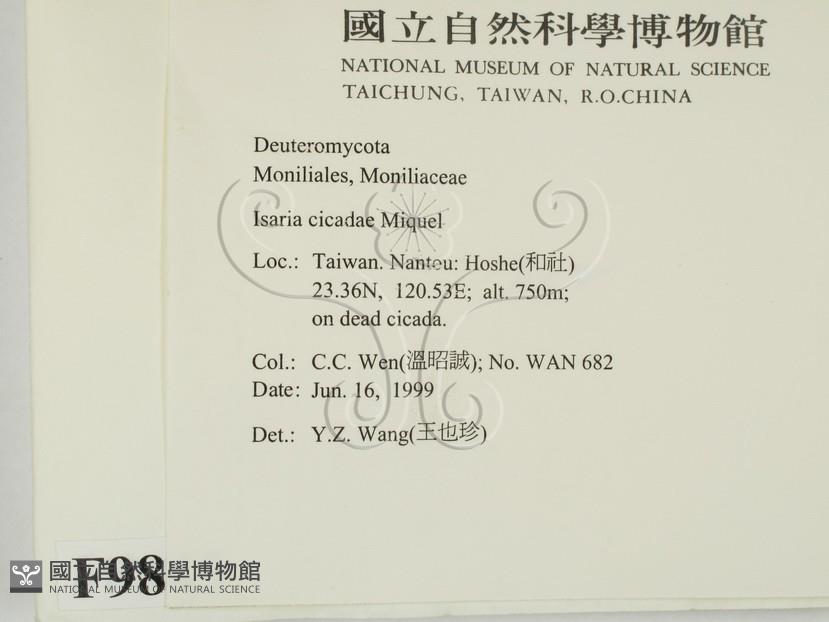 國立自然科學博物館
NATIONAL MUSEUM OF NATURAL SCIENCE
TAICHUNG, TAIWAN, R.O.CHINA
Deuteromycota
Moniliales, Moniliaceae
Isaria cicadae Miquel
Loc.: Taiwan. Nantou: Hoshe(和社)
23.36N, 120.53E; alt. 750m;
on dead cicada.
Col.: C.C. Wen(溫昭誠); No. WAN 682
Date: Jun. 16, 1999
Det.: Y.Z. Wang(王也珍)
F98
國立自然科學博物館
NATIONAL MUSEUM OF NATURAL SCIENCE